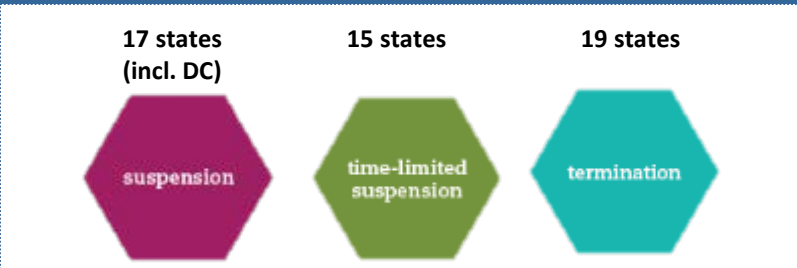 17 states
(incl. DC)
15 states
19 states
suspension
time-limited
suspension
termination